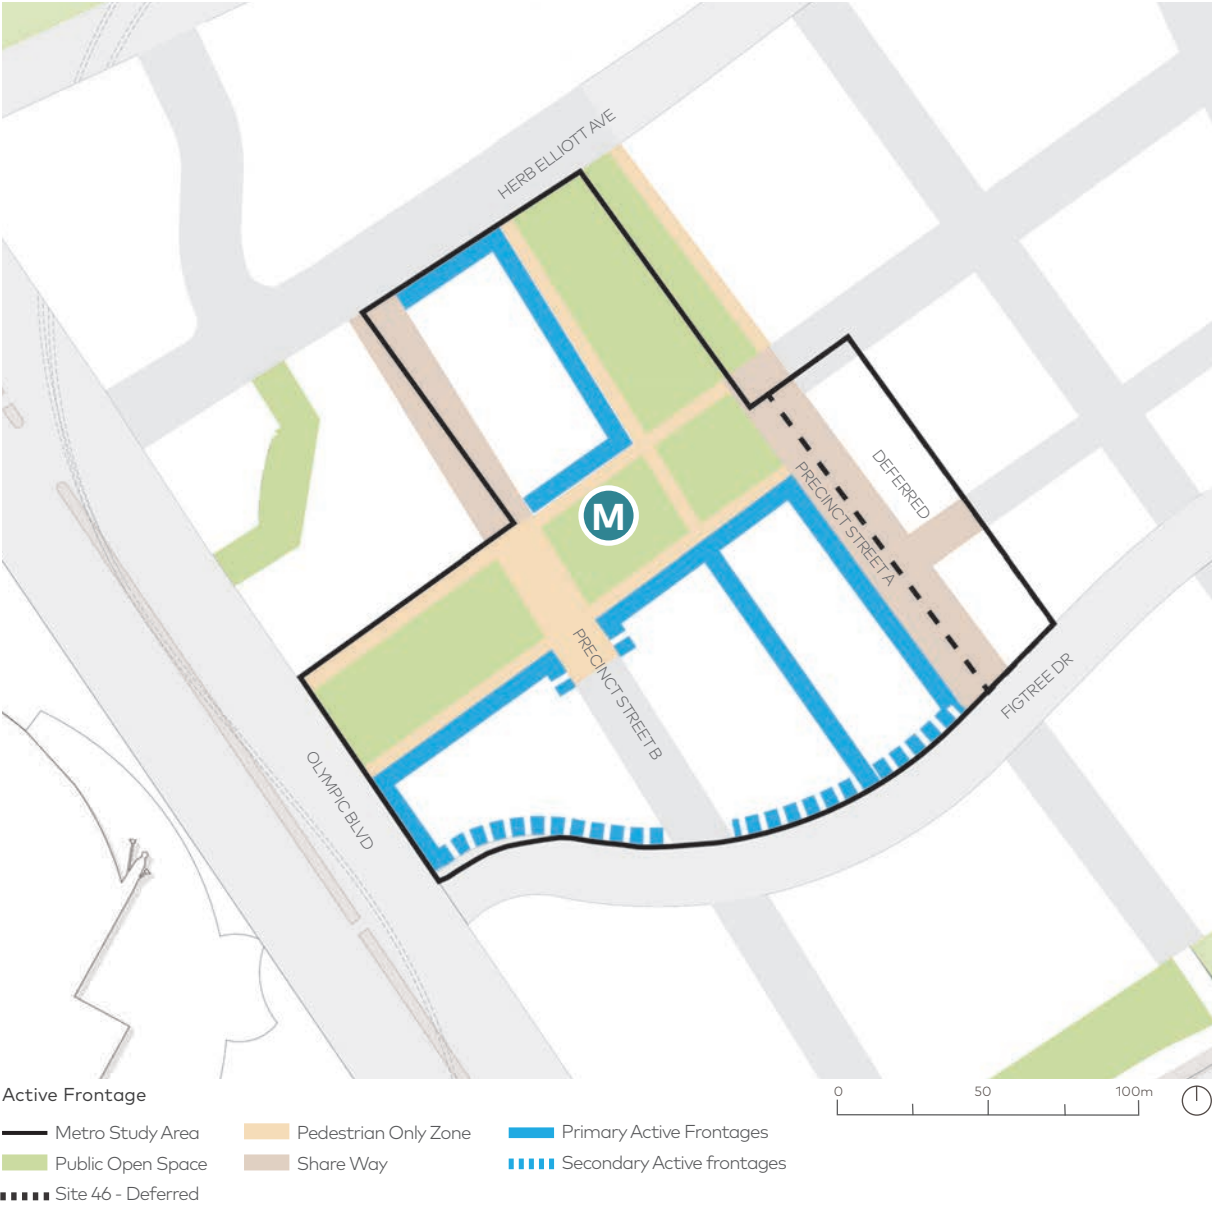 HERB ELLIOTT AVE
DEFERRED
PRECINCT STREET A
M
PRECINCT STREET B
FIGTREE DR
OLYMPIC BLVD
Active Frontage
0 50 100m
Metro Study Area
Pedestrian Only Zone
Primary Active Frontages
Public Open Space
Share Way
Secondary Active frontages
Site 46 - Deferred